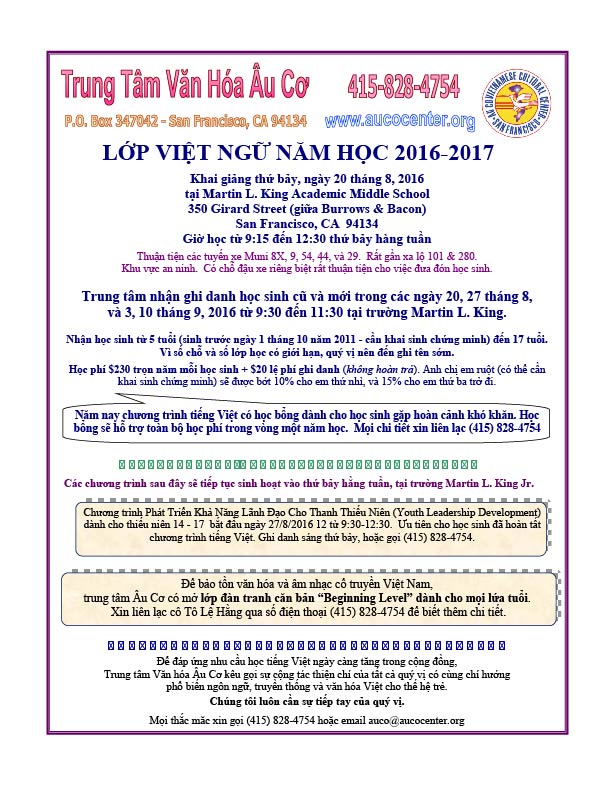 Trung Tâm Văn Hóa Âu Cơ 415-828-4754
P.O. Box 347042 - San Francisco, CA 94134 www.aucocenter.org
AU CO VIETNAMESE CULTURAL CENTER SAN FRANCISCO
LỚP VIỆT NGỮ NĂM HỌC 2016-2017
Khai giảng thứ bảy, ngày 20 tháng 8, 2016
tại Martin L. King Academic Middle School
350 Girard Street (giữa Burrows & Bacon)
San Francisco, CA 94134
Giờ học từ 9:15 đến 12:30 thứ bảy hàng tuần
Thuận tiện các tuyến xe Muni 8X, 9, 54, 44, và 29. Rất gần xa lộ 101 & 280.
Khu vực an ninh. Có chỗ đậu xe riêng biệt rất thuận tiện cho việc đưa đón học sinh.
Trung tâm nhận ghi danh học sinh cũ và mới trong các ngày 20, 27 tháng 8,
và 3, 10 tháng 9, 2016 từ 9:30 đến 11:30 tại trường Martin L. King.
Nhận học sinh từ 5 tuổi (sinh trước ngày 1 tháng 10 năm 2011 - cần khai sinh chứng minh) đến 17 tuổi.
Vì số chỗ và số lớp học có giới hạn, quý vị nên đến ghi tên sớm.
Học phí $230 trọn năm mỗi học sinh + $20 lệ phí ghi danh (không hoàn trả). Anh chị em ruột (có thể cần
khai sinh chứng minh) sẽ được bớt 10% cho em thứ nhì, và 15% cho em thứ ba trở đi.
Năm nay chương trình tiếng Việt có học bổng dành cho học sinh gặp hoàn cảnh khó khăn. Học
bổng sẽ hỗ trợ toàn bộ học phí trong vòng một năm học. Mọi chi tiết xin liên lạc (415) 828-4754
Các chương trình sau đây sẽ tiếp tục sinh hoạt vào thứ bảy hằng tuần, tại trường Martin L. King Jr.
Chương trình Phát Triển Khả Năng Lãnh Đạo Cho Thanh Thiếu Niên (Youth Leadership Development)
dành cho thiếu niên 14 - 17 bắt đầu ngày 27/8/2016 12 từ 9:30-12:30. Ưu tiên cho học sinh đã hoàn tất
chương trình tiếng Việt. Ghi danh sáng thứ bảy, hoặc gọi (415) 828-4754.
Để bảo tồn văn hóa và âm nhạc cổ truyền Việt Nam,
trung tâm Âu Cơ có mở lớp đàn tranh căn bản “Beginning Level” dành cho mọi lứa tuổi.
Xin liên lạc cô Tô Lệ Hằng qua số điện thoại (415) 828-4754 để biết thêm chi tiết.
Để đáp ứng nhu cầu học tiếng Việt ngày càng tăng trong cộng đồng,
Trung tâm Văn Hóa Âu Cơ kêu gọi sự cộng tác thiện chí của tất cả quý vị có cùng chí hướng
phổ biến ngôn ngữ, truyền thống và văn hóa Việt cho thế hệ trẻ.
Chúng tôi luôn cần sự tiếp tay của quý vị.
Mọi thắc mắc xin gọi (415) 828-4754 hoặc email auco@aucocenter.org